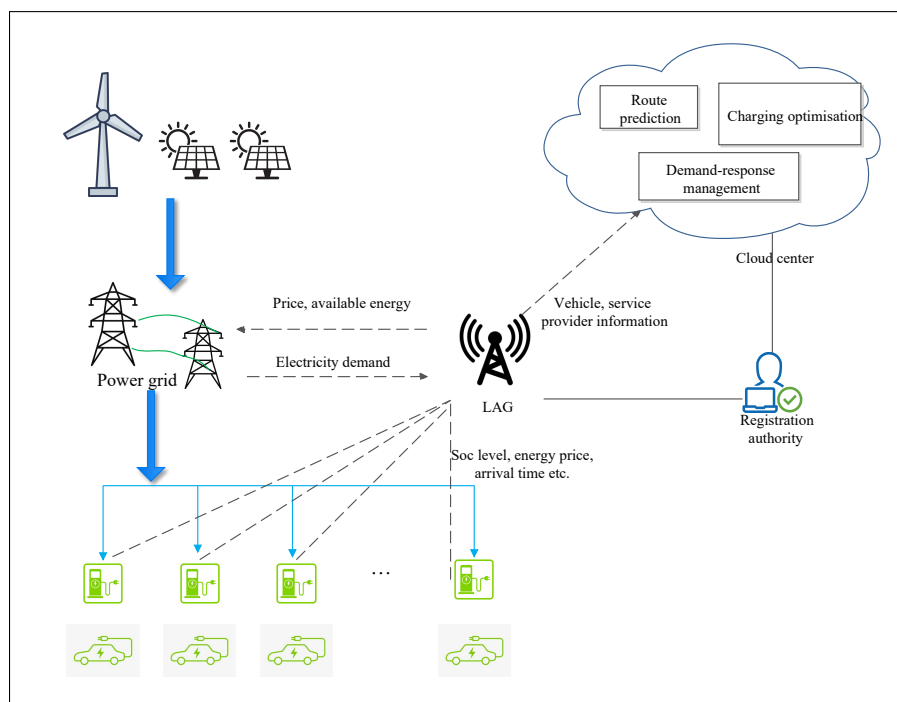 Route
prediction
Charging optimisation
Demand-response
management
Cloud center
Price, available energy
Vehicle, service
provider information
Electricity demand
Power grid
LAG
Registration
authority
Soc level, energy price,
arrival time etc.
...